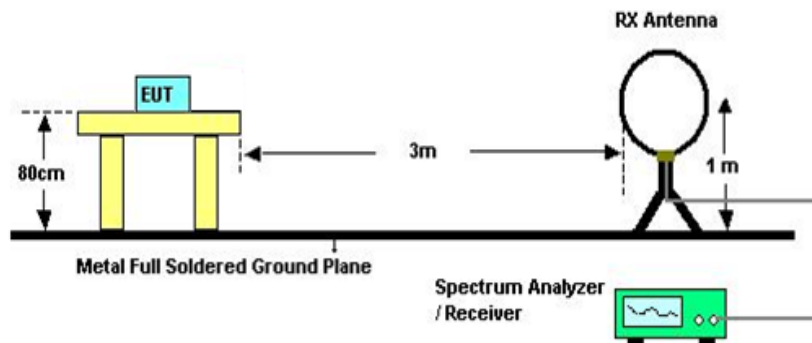 RX Antenna
EUT
3m
80cm
1 m
Metal Full Soldered Ground Plane
Spectrum Analyzer
/ Receiver